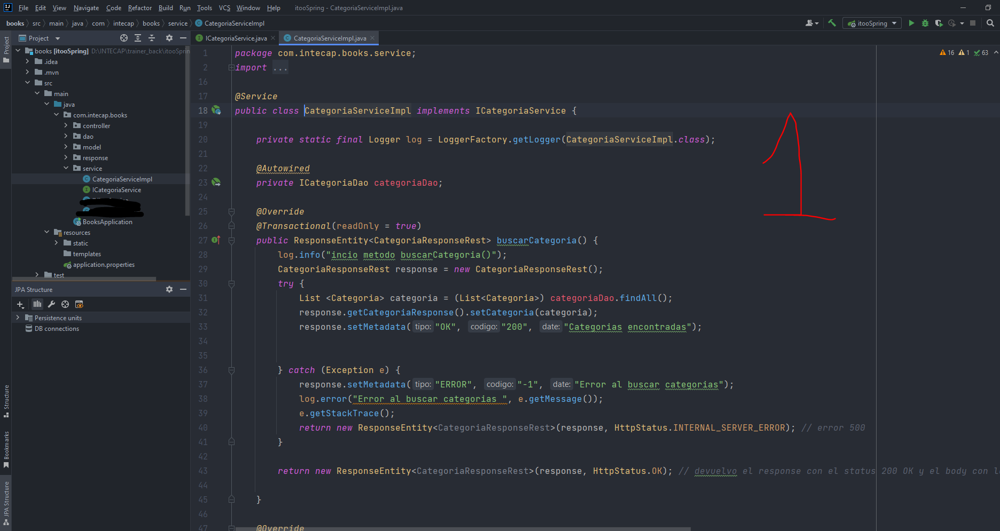 File Edit View Navigate Code Refactor Build Run Tools VCS Window Help itooSpring - CategoriaServiceImpl.java
books src main java com intecap books service CategoriaServiceImpl
itooSpring
Project
ICategoriaService.java CategoriaServiceImpl.java
Project
books [itooSpring] D:\INTECAP\trainer_back\itooSprin
.idea
.mvn
src
main
java
com.intecap.books
controller
dao
model
response
service
CategoriaServiceImpl
ICategoriaService
BooksApplication
resources
static
templates
application.properties
test
JPA Structure
Persistence units
DB connections
Structure
Bookmarks
JPA Structure
16 1 63
1 package com.intecap.books.service;
2 import ...
16
17 @Service
18 public class CategoriaServiceImpl implements ICategoriaService {
19
20 private static final Logger log = LoggerFactory.getLogger(CategoriaServiceImpl.class);
21
22 @Autowired
23 private ICategoriaDao categoriaDao;
24
25 @Override
26 @Transactional(readOnly = true)
27 public ResponseEntity<CategoriaResponseRest> buscarCategoria() {
28 log.info("incio metodo buscarCategoria()");
29 CategoriaResponseRest response = new CategoriaResponseRest();
30 try {
31 List <Categoria> categoria = (List<Categoria>) categoriaDao.findAll();
32 response.getCategoriaResponse().setCategoria(categoria);
33 response.setMetadata( tipo: "OK", codigo: "200", date: "Categorias encontradas");
34
35
36 } catch (Exception e) {
37 response.setMetadata( tipo: "ERROR", codigo: "-1", date: "Error al buscar categorias");
38 log.error("Error al buscar categorias ", e.getMessage());
39 e.getStackTrace();
40 return new ResponseEntity<CategoriaResponseRest>(response, HttpStatus.INTERNAL_SERVER_ERROR); // error 500
41 }
42
43 return new ResponseEntity<CategoriaResponseRest>(response, HttpStatus.OK); // devuelvo el response con el status 200 OK y el body con l
44
45 }
46
47 @Override
1